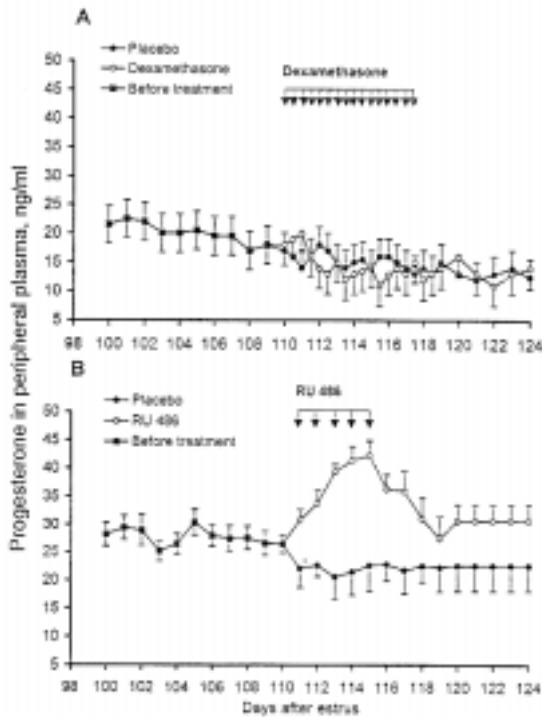 A
Placebo
Dexamethasone
Before treatment
Dexamethasone
50
45
40
35
30
25
20
15
10
5
98 100 102 104 106 108 110 112 114 116 118 120 122 124
Progesterone in peripheral plasma, ng/ml
B
Placebo
RU 486
Before treatment
RU 486
50
45
40
35
30
25
20
15
10
5
98 100 102 104 106 108 110 112 114 116 118 120 122 124
Days after estrus